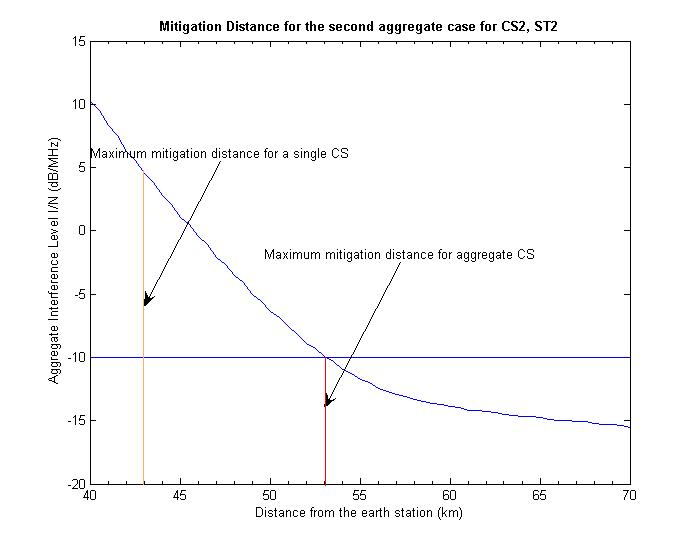 Mitigation Distance for the second aggregate case for CS2, ST2
15
10
Maximum mitigation distance for a single CS
5
0
Maximum mitigation distance for aggregate CS
-5
-10
-15
-20
Aggregate Interference Level I/N (dB/MHz)
40 45 50 55 60 65 70
Distance from the earth station (km)